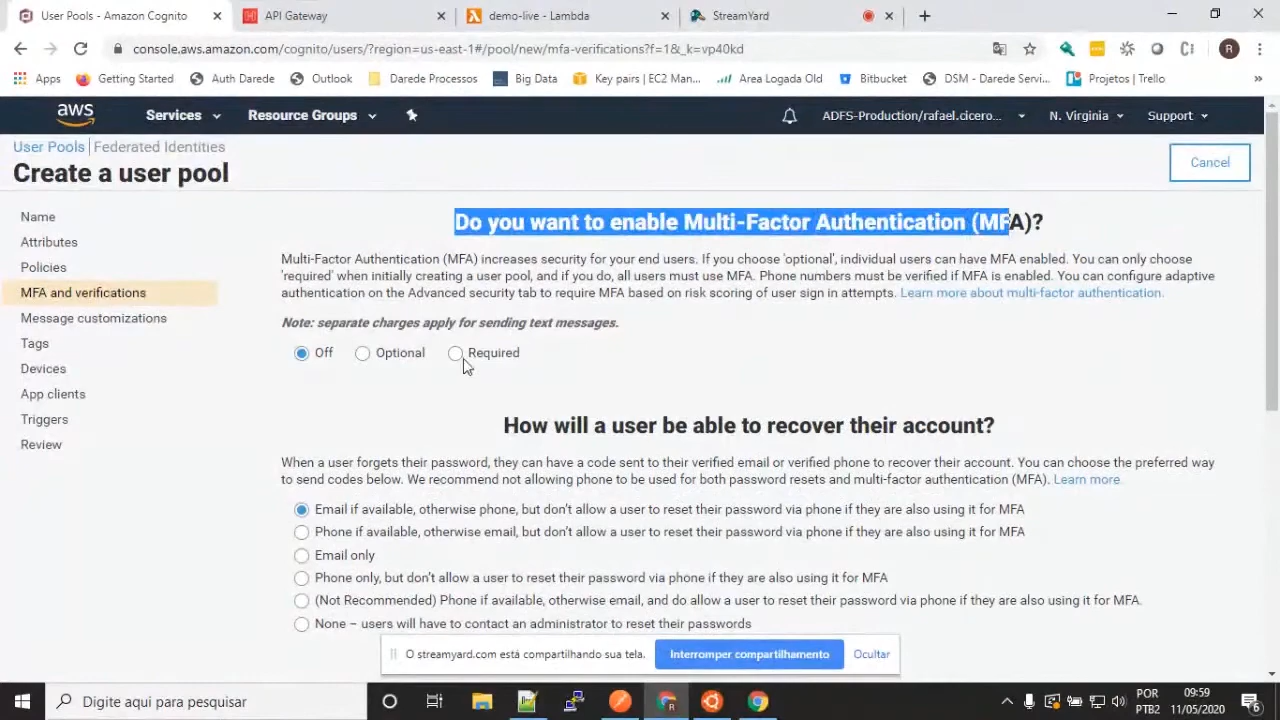 User Pools - Amazon Cognito
API Gateway
demo-live - Lambda
StreamYard
console.aws.amazon.com/cognito/users/?region=us-east-1#/pool/new/mfa-verifications?f=1&_k=vp40kd
R
Apps
Getting Started
Auth Darede
Outlook
Darede Processos
Big Data
Key pairs | EC2 Man...
Area Logada Old
Bitbucket
DSM - Darede Servi...
Projetos | Trello
»
aws
Services
Resource Groups
ADFS-Production/rafael.cicero...
N. Virginia
Support
User Pools | Federated Identities
Create a user pool
Cancel
Name
Attributes
Policies
MFA and verifications
Message customizations
Tags
Devices
App clients
Triggers
Review
Do you want to enable Multi-Factor Authentication (MFA)?
Multi-Factor Authentication (MFA) increases security for your end users. If you choose 'optional', individual users can have MFA enabled. You can only choose
'required' when initially creating a user pool, and if you do, all users must use MFA. Phone numbers must be verified if MFA is enabled. You can configure adaptive
authentication on the Advanced security tab to require MFA based on risk scoring of user sign in attempts. Learn more about multi-factor authentication.
Note: separate charges apply for sending text messages.
Off
Optional
Required
How will a user be able to recover their account?
When a user forgets their password, they can have a code sent to their verified email or verified phone to recover their account. You can choose the preferred way
to send codes below. We recommend not allowing phone to be used for both password resets and multi-factor authentication (MFA). Learn more.
Email if available, otherwise phone, but don't allow a user to reset their password via phone if they are also using it for MFA
Phone if available, otherwise email, but don't allow a user to reset their password via phone if they are also using it for MFA
Email only
Phone only, but don't allow a user to reset their password via phone if they are also using it for MFA
(Not Recommended) Phone if available, otherwise email, and do allow a user to reset their password via phone if they are also using it for MFA.
None – users will have to contact an administrator to reset their passwords
O streamyard.com está compartilhando sua tela.
Interromper compartilhamento
Ocultar
Digite aqui para pesquisar
POR
PTB2
09:59
11/05/2020
6